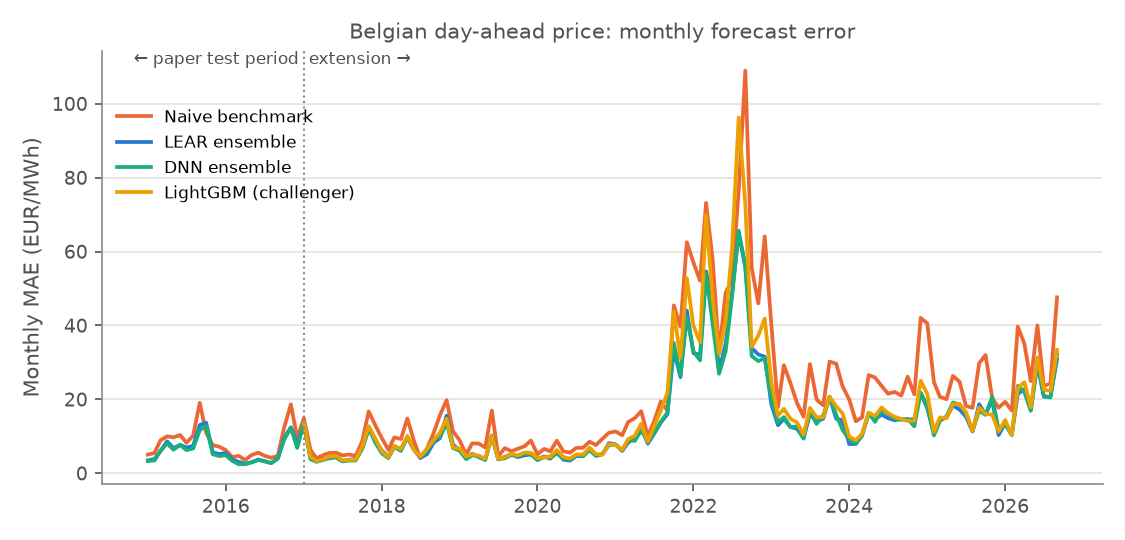 Belgian day-ahead price: monthly forecast error
← paper test period
extension →
Naive benchmark
LEAR ensemble
DNN ensemble
LightGBM (challenger)
Monthly MAE (EUR/MWh)
100
80
60
40
20
0
2016
2018
2020
2022
2024
2026